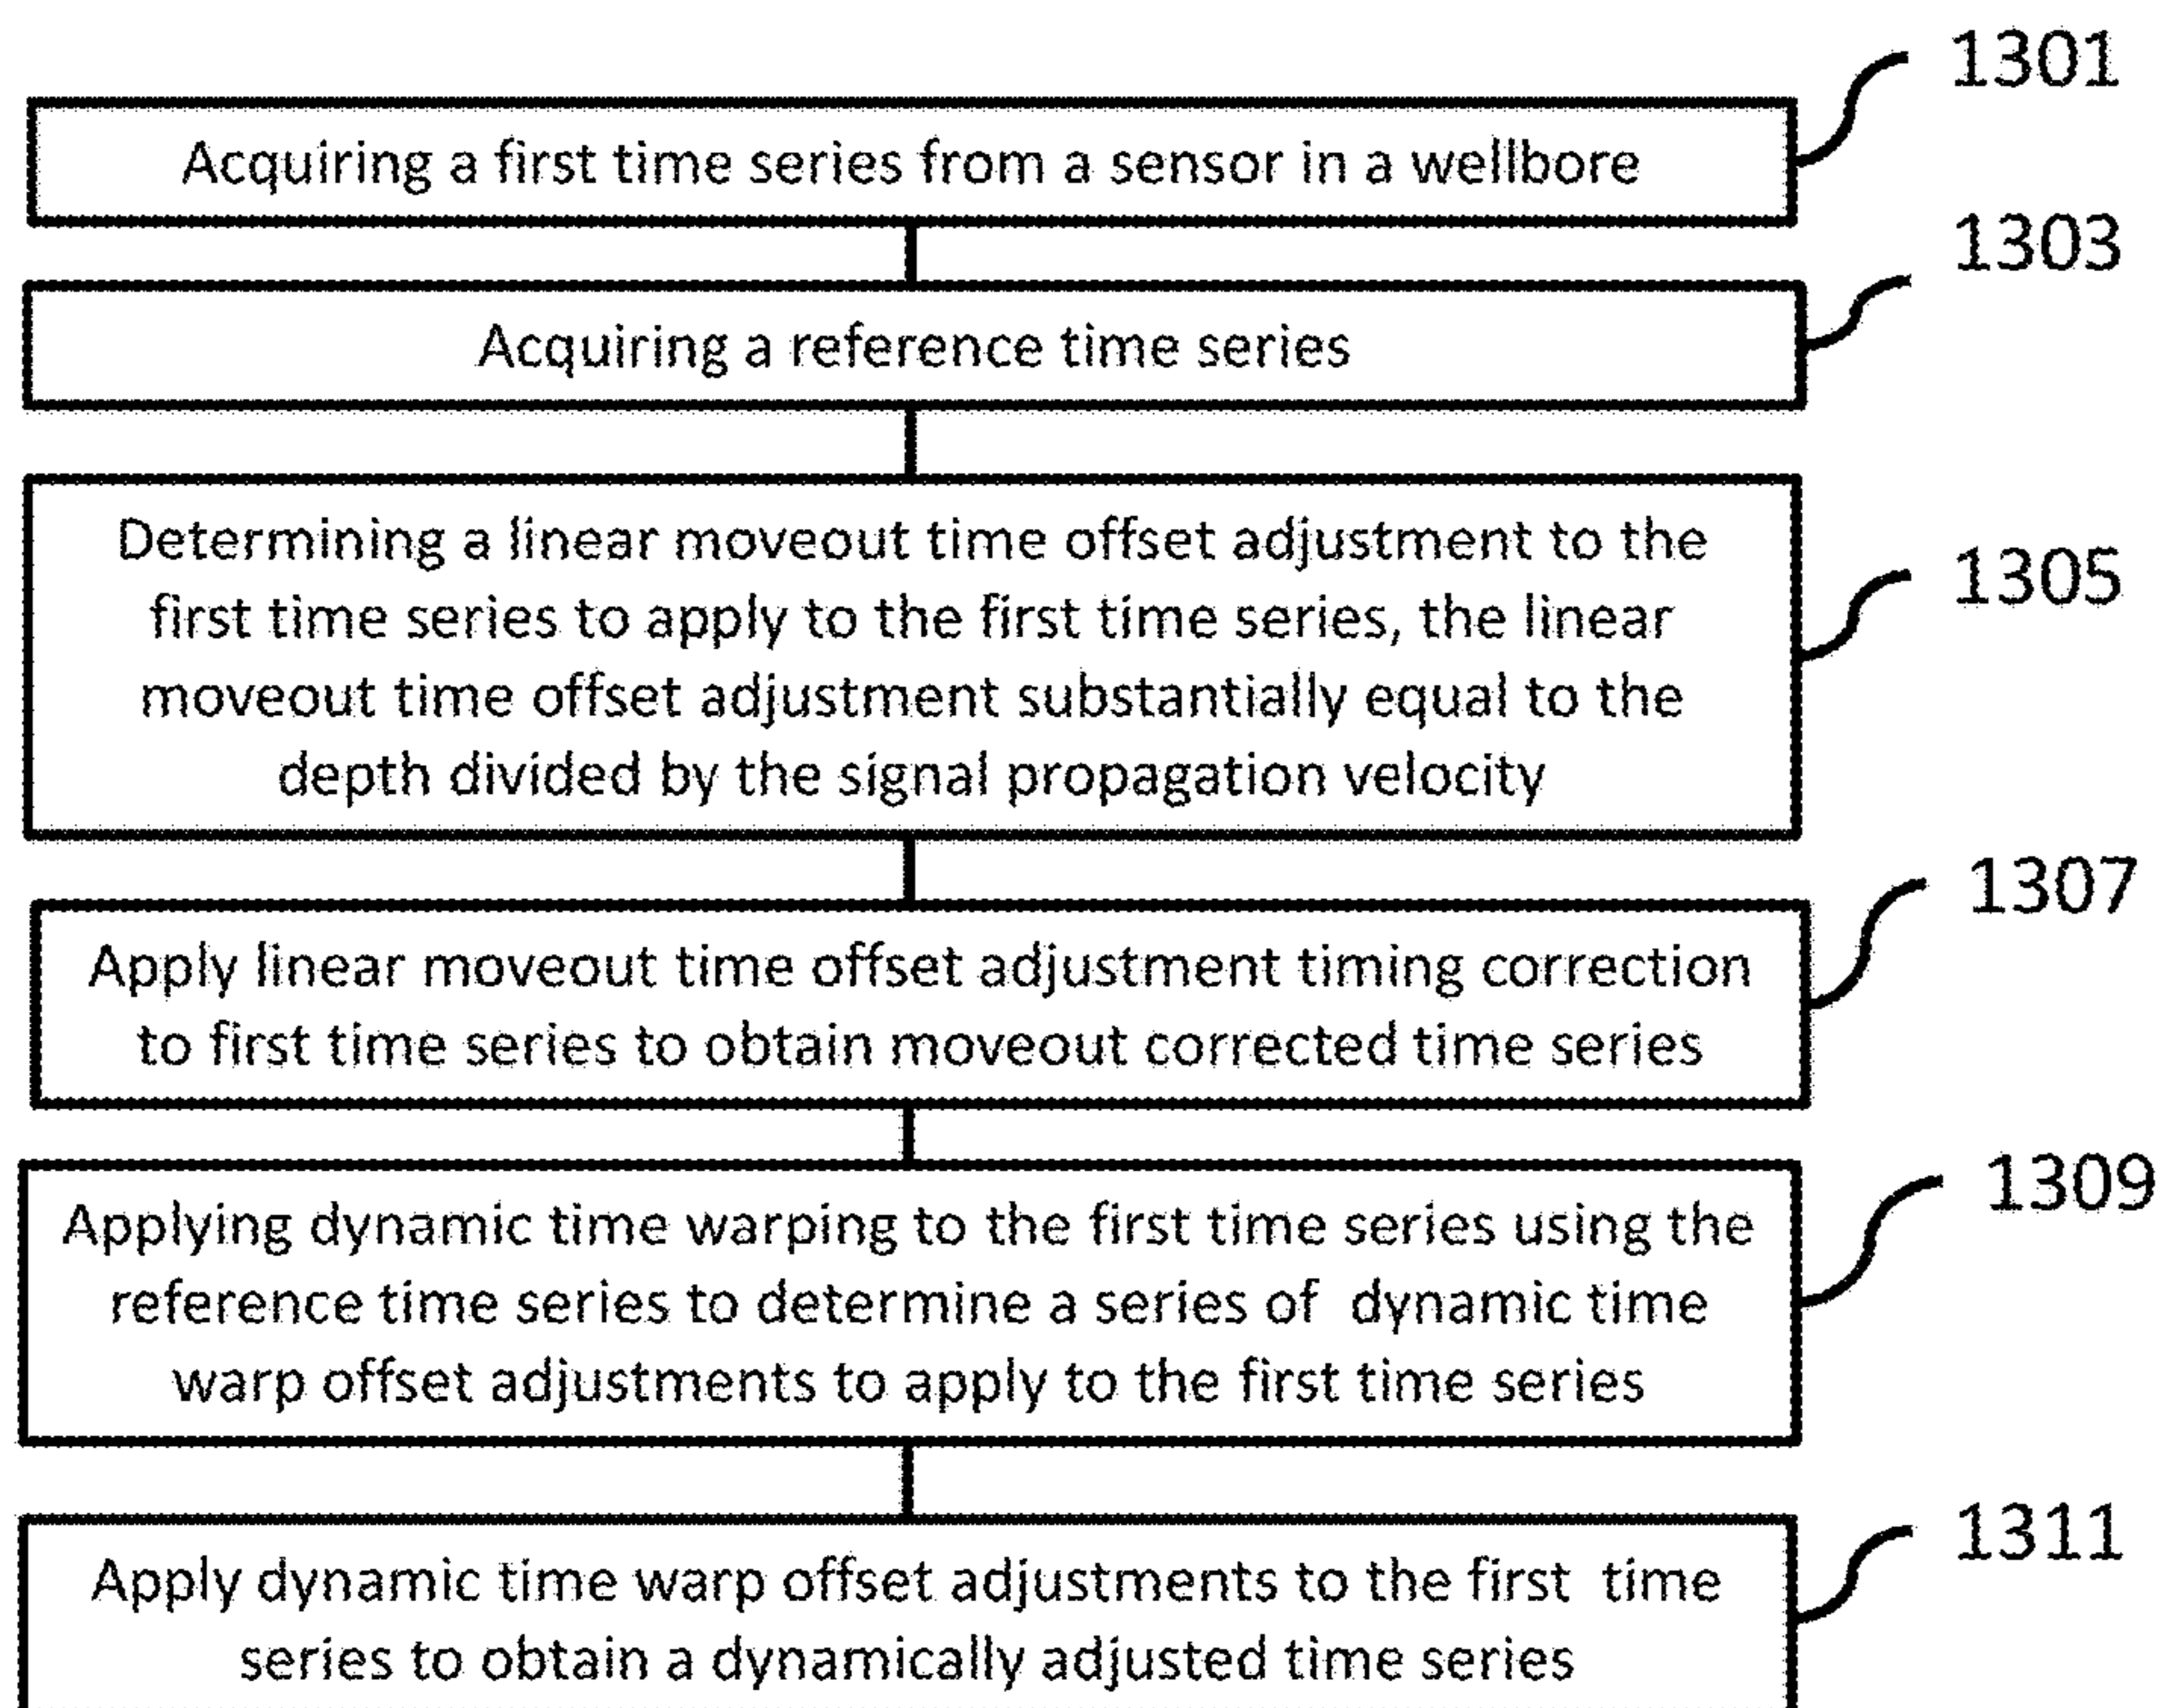 1301
Acquiring a first time series from a sensor in a wellbore
1303
Acquiring a reference time series
Determining a linear moveout time offset adjustment to the
first time series to apply to the first time series, the linear
moveout time offset adjustment substantially equal to the
depth divided by the signal propagation velocity
1305
1307
Apply linear moveout time offset adjustment timing correction
to first time series to obtain moveout corrected time series
1309
Applying dynamic time warping to the first time series using the
reference time series to determine a series of dynamic time
warp offset adjustments to apply to the first time series
1311
Apply dynamic time warp offset adjustments to the first time
series to obtain a dynamically adjusted time series